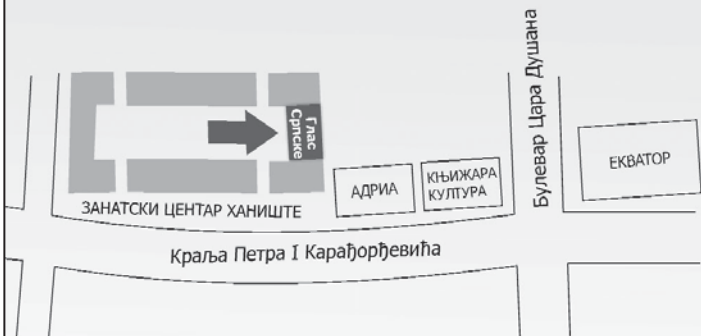 Булевар Цара Душана
Глас
Српске
ЕКВАТОР
АДРИА
КЊИЖАРА
КУЛТУРА
ЗАНАТСКИ ЦЕНТАР ХАНИШТЕ
Краља Петра I Карађорђевића